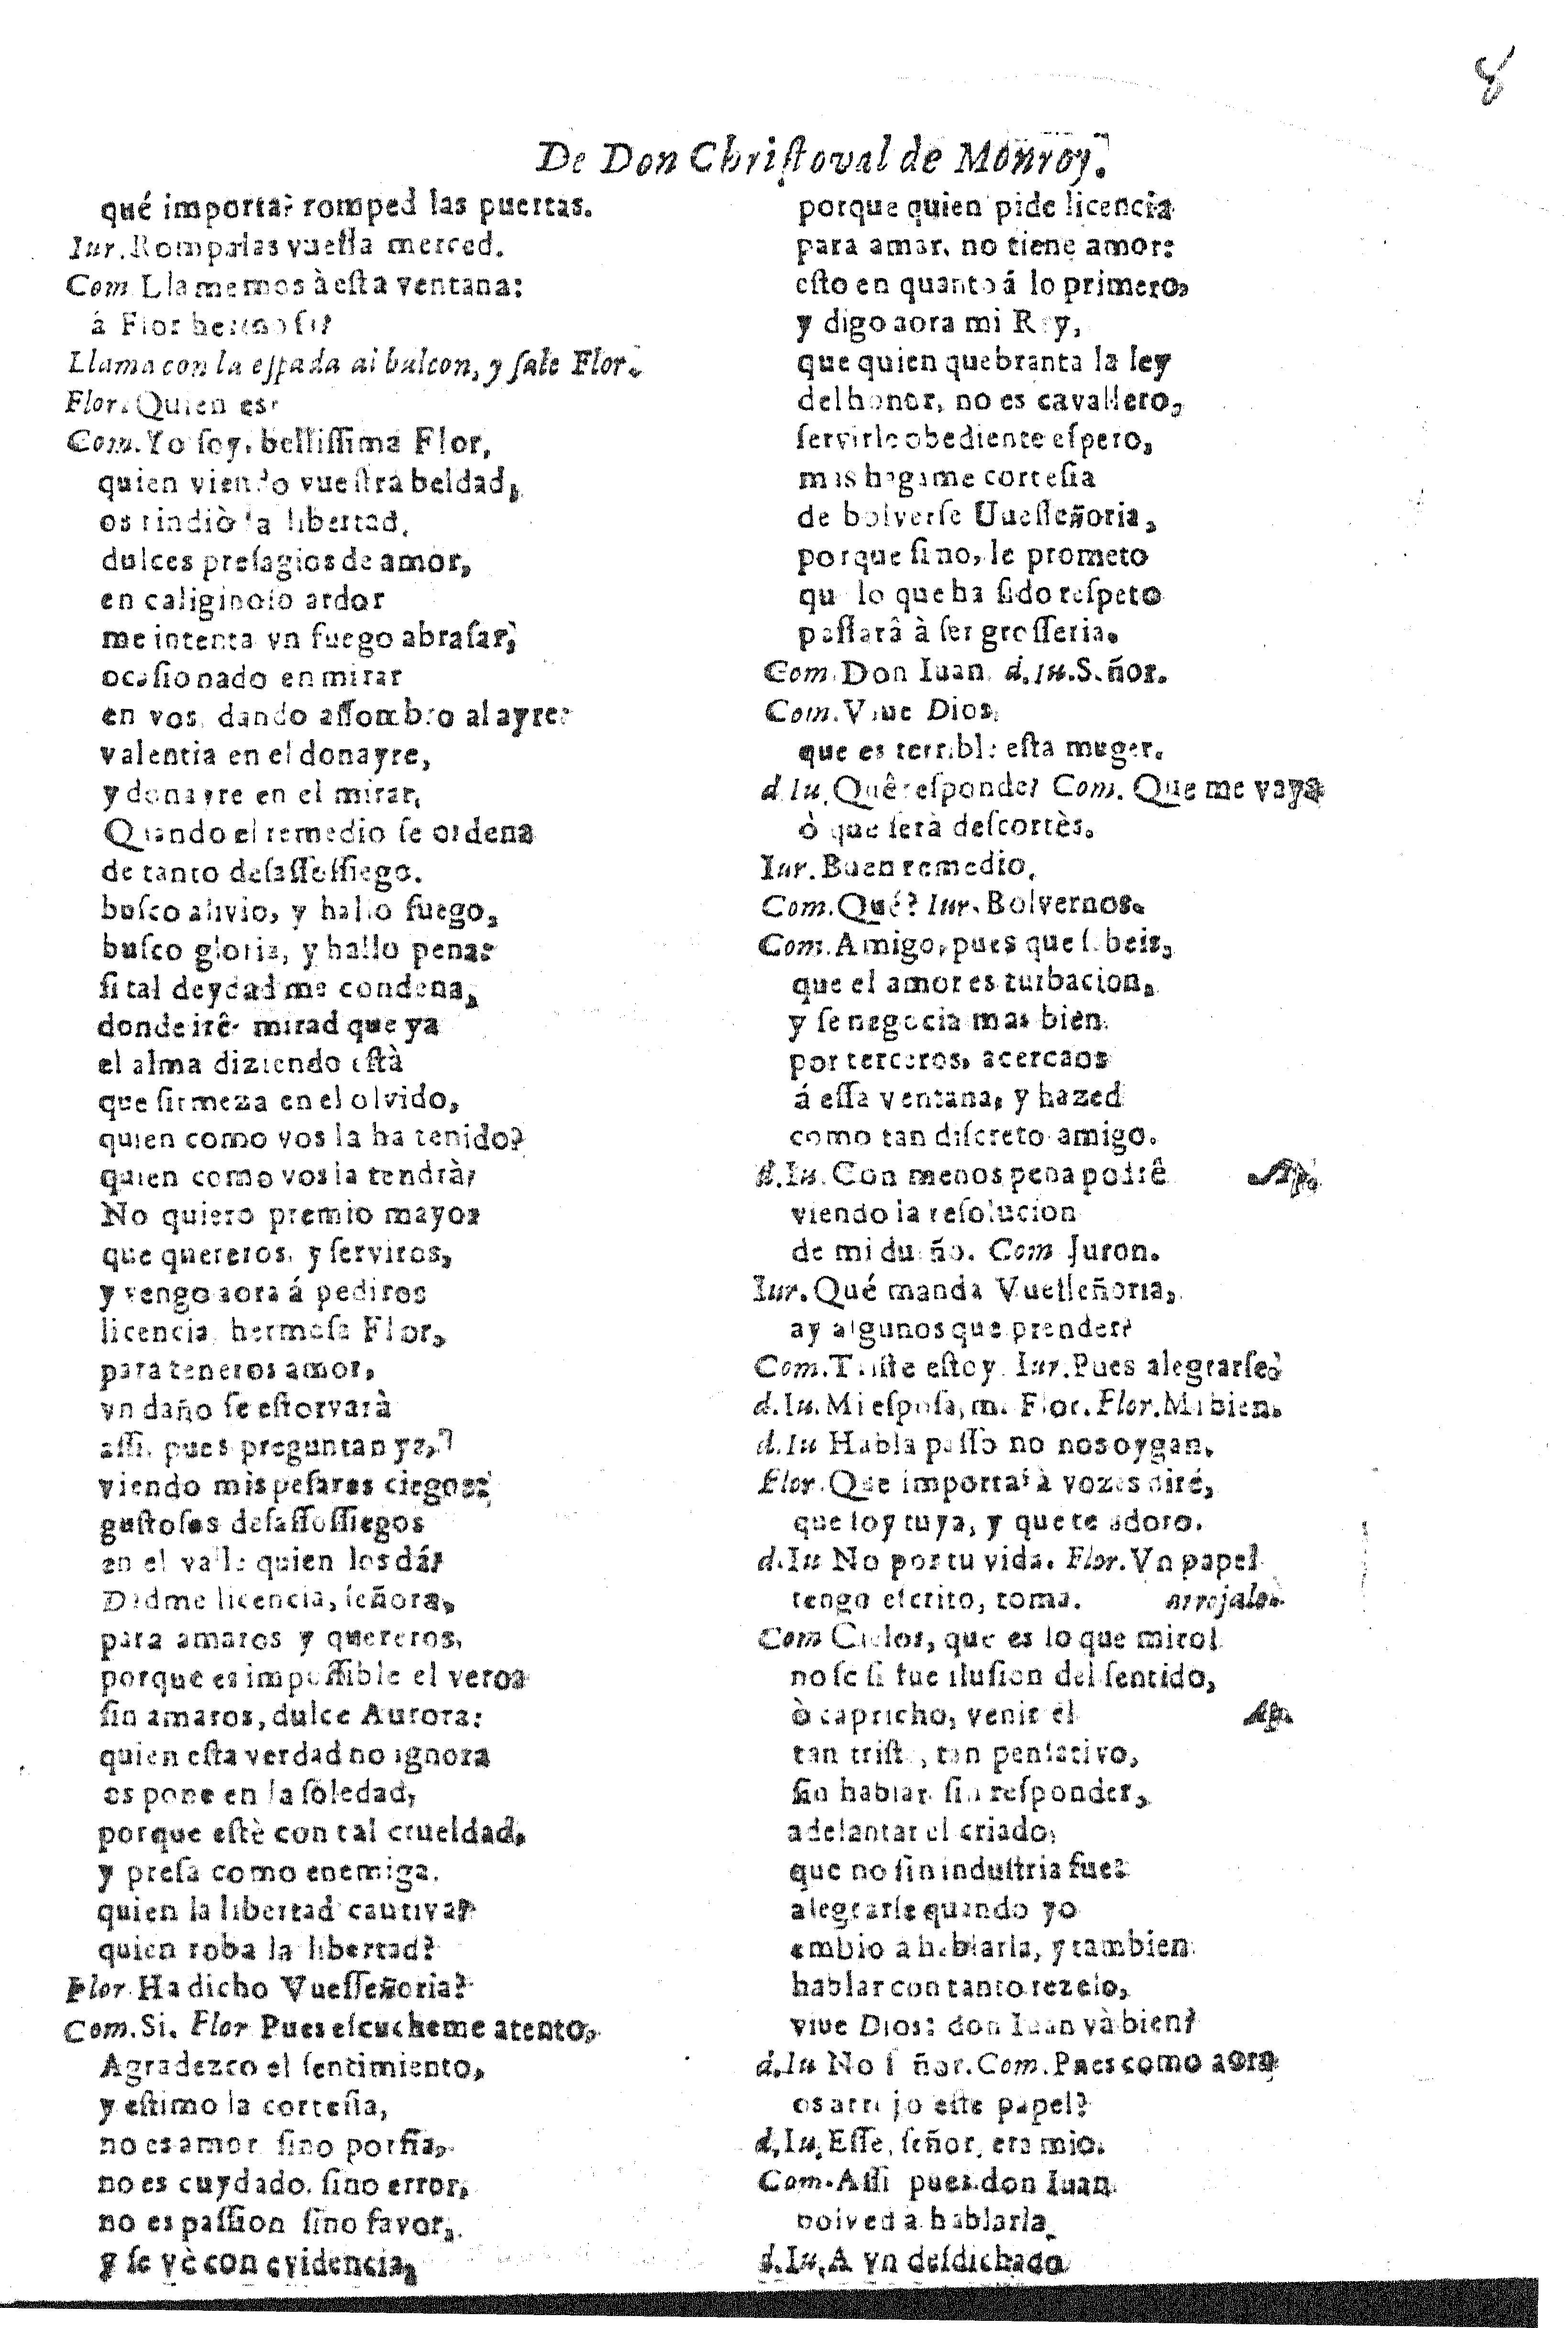 8
De Don Christoval de Monroy.
qué importa? romped las puertas.
Iur. Rompalas vuessa merced.
Com Llamemos à esta ventana:
á Flor hermosa?
Llama con la espada al balcon, y sale Flor.
Flor. Quien es?
Com. Yo soy, bellissima Flor,
quien viendo vuestra beldad,
os rindiò la libertad,
dulces presagios de amor,
en caliginoso ardor
me intenta vn fuego abrasar,
ocasionado en mirar
en vos, dando assombro al ayre:
valentia en el donayre,
y donayre en el mirar.
Quando el remedio se ordena
de tanto desassossiego.
busco alivio, y hallo fuego,
busco gloria, y hallo pena:
si tal deydad me condena,
donde irê? mirad que ya
el alma diziendo està
que firmeza en el olvido,
quien como vos la ha tenido?
quien como vos la tendrà?
No quiero premio mayor
que quereros, y serviros,
y vengo aora á pediros
licencia, hermosa Flor,
para teneros amor,
vn daño se estorvarà
assi, pues preguntan ya,
viendo mis pesares ciegos:
gustosos desassossiegos
en el valle quien los dá?
Dadme licencia, señora,
para amaros y quereros,
porque es impossible el veros
sin amaros, dulce Aurora:
quien esta verdad no ignora
os pone en la soledad,
porque estè con tal crueldad,
y presa como enemiga.
quien la libertad cautiva?
quien roba la libertad?
Flor. Ha dicho Vuesseñoria?
Com. Si. Flor Pues escucheme atento,
Agradezco el sentimiento,
y estimo la cortesia,
no es amor sino porfia,
no es cuydado, sino error,
no es passion sino favor,
y se vè con evidencia,
porque quien pide licencia
para amar, no tiene amor:
esto en quanto á lo primero,
y digo aora mi Rey,
que quien quebranta la ley
del honor, no es cavallero,
servirle obediente espero,
mas hagame cortesia
de bolverse Uuesseñoria,
porque sino, le prometo
qu lo que ha sido respeto
passarâ à ser grosseria.
Com. Don Iuan. d. Iu. Señor.
Com. Viue Dios,
que es terrible esta muger.
d Iu. Quê responde? Com. Que me vaya
ò que serà descortès.
Iur. Buen remedio.
Com. Qué? Iur. Bolvernos.
Com. Amigo, pues que sabeis,
que el amor es turbacion,
y se negocia mas bien
por terceros, acercaos
á essa ventana, y hazed
como tan discreto amigo.
d. Iu. Con menos pena podrê Ap.
viendo la resolucion
de mi dueño. Com Juron.
Iur. Qué manda Vuesseñoria,
ay algunos que prender?
Com. Triste estoy. Iur. Pues alegrarse.
d. Iu. Mi esposa, mi Flor. Flor. Mi bien.
d. Iu Habla passo no nos oygan.
Flor. Que importa? à vozes diré,
que soy tuya, y que te adoro.
d. Iu No por tu vida. Flor. Vn papel
tengo escrito, toma. arrojale.
Com Cielos, que es lo que miro!
no se si fue ilusion del sentido,
ò capricho, venir él Ap.
tan triste, tan pensativo,
sin hablar sin responder,
adelantar el criado,
que no sin industria fue:
alegrarse quando yo
embio a hablarla, y tambien
hablar con tanto rezelo,
viue Dios: don Iuan và bien?
d. Iu No señor. Com. Pues como aora
os arrojo este papel?
d, Iu. Esse, señor, era mio.
Com. Assi pues don Iuan
bolved a hablarla.
d. Iu. A vn desdichado